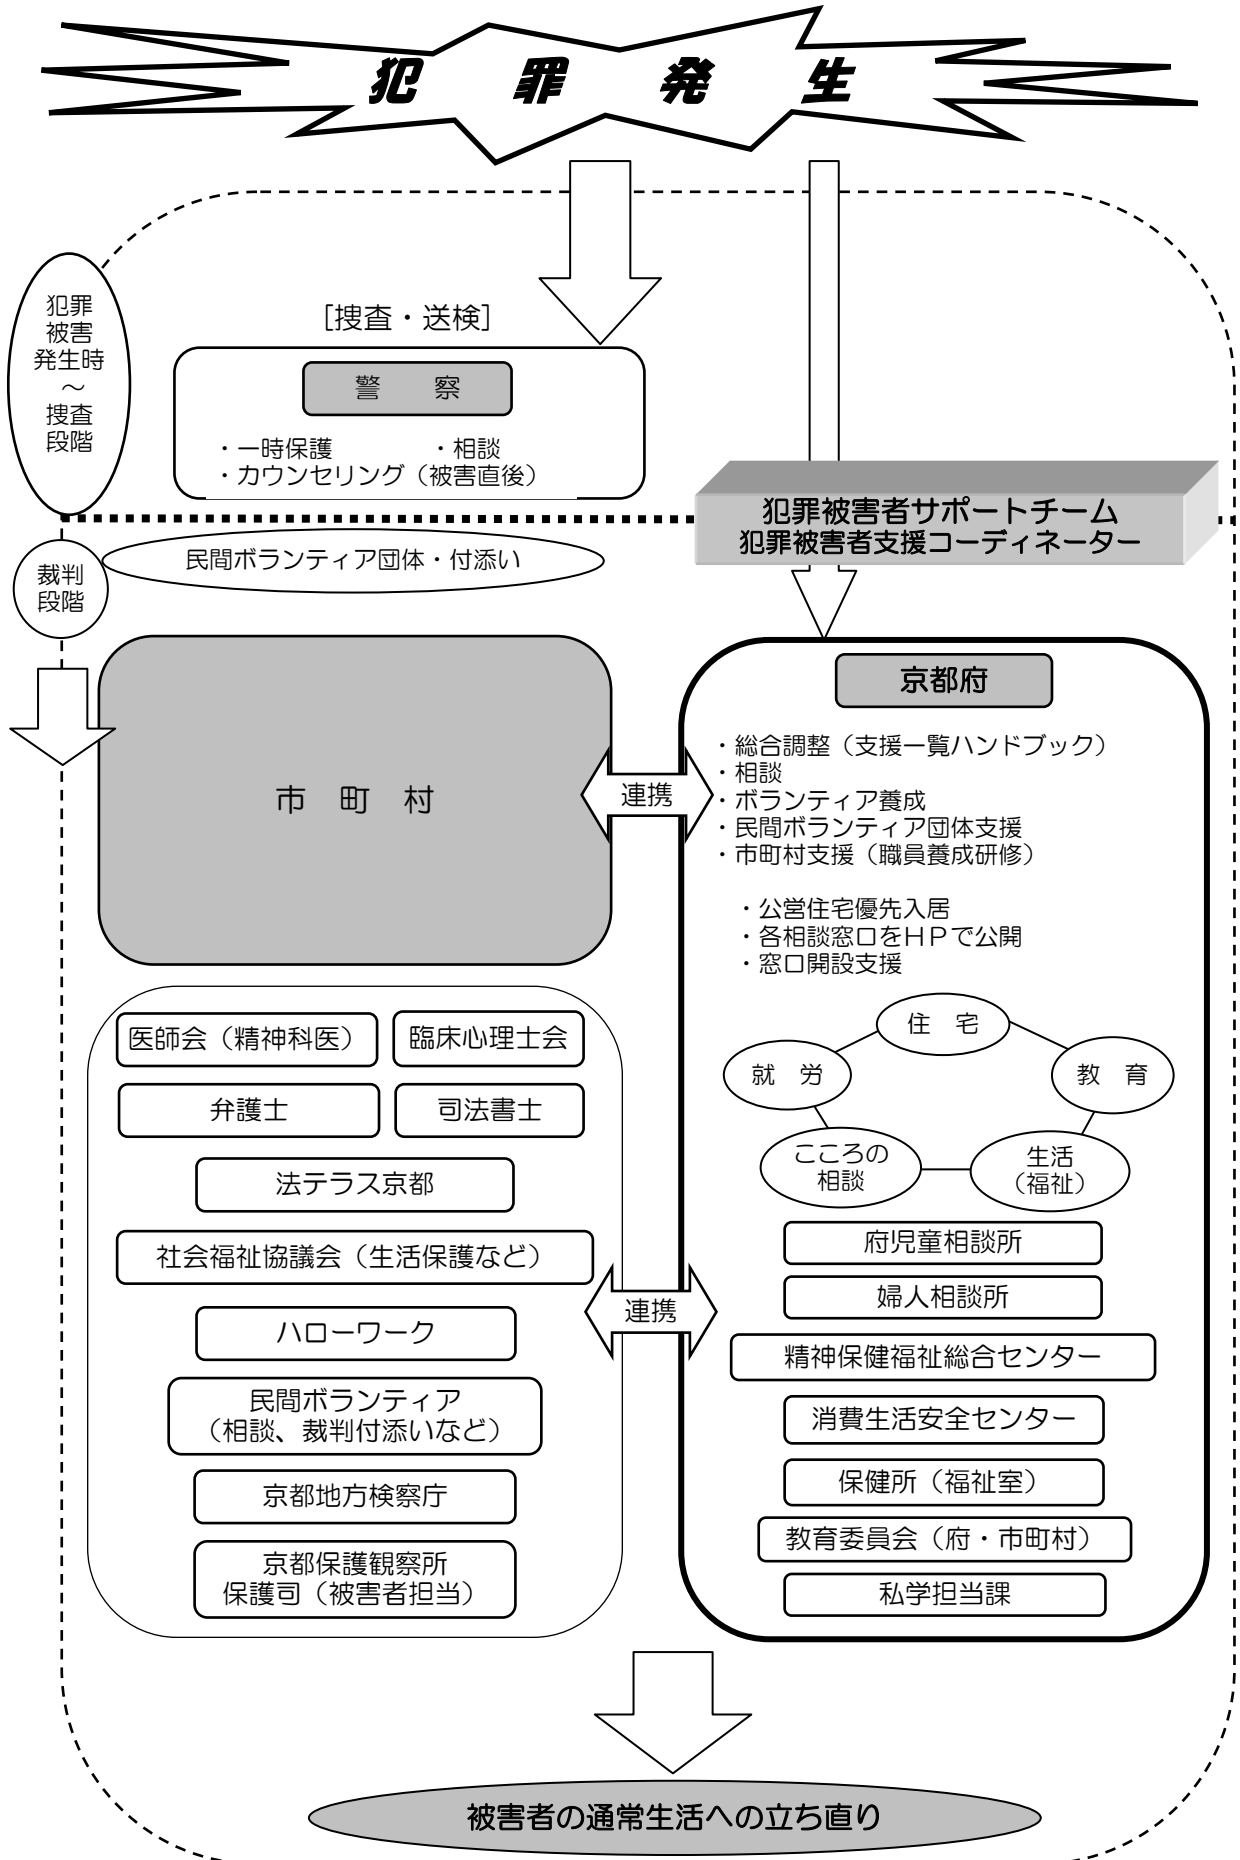 犯　罪　発　生
犯罪
被害
発生時
～
捜査
段階
［捜査・送検］
警　　察
・一時保護　　　　・相談
・カウンセリング（被害直後）
犯罪被害者サポートチーム
犯罪被害者支援コーディネーター
民間ボランティア団体・付添い
裁判
段階
市　町　村
連携
京都府
・総合調整（支援一覧ハンドブック）
・相談
・ボランティア養成
・民間ボランティア団体支援
・市町村支援（職員養成研修）
・公営住宅優先入居
・各相談窓口をＨＰで公開
・窓口開設支援
医師会（精神科医）
臨床心理士会
弁護士
司法書士
法テラス京都
社会福祉協議会（生活保護など）
ハローワーク
民間ボランティア
（相談、裁判付添いなど）
京都地方検察庁
京都保護観察所
保護司（被害者担当）
連携
住　宅
就　労
教　育
こころの
相談
生活
（福祉）
府児童相談所
婦人相談所
精神保健福祉総合センター
消費生活安全センター
保健所（福祉室）
教育委員会（府・市町村）
私学担当課
被害者の通常生活への立ち直り